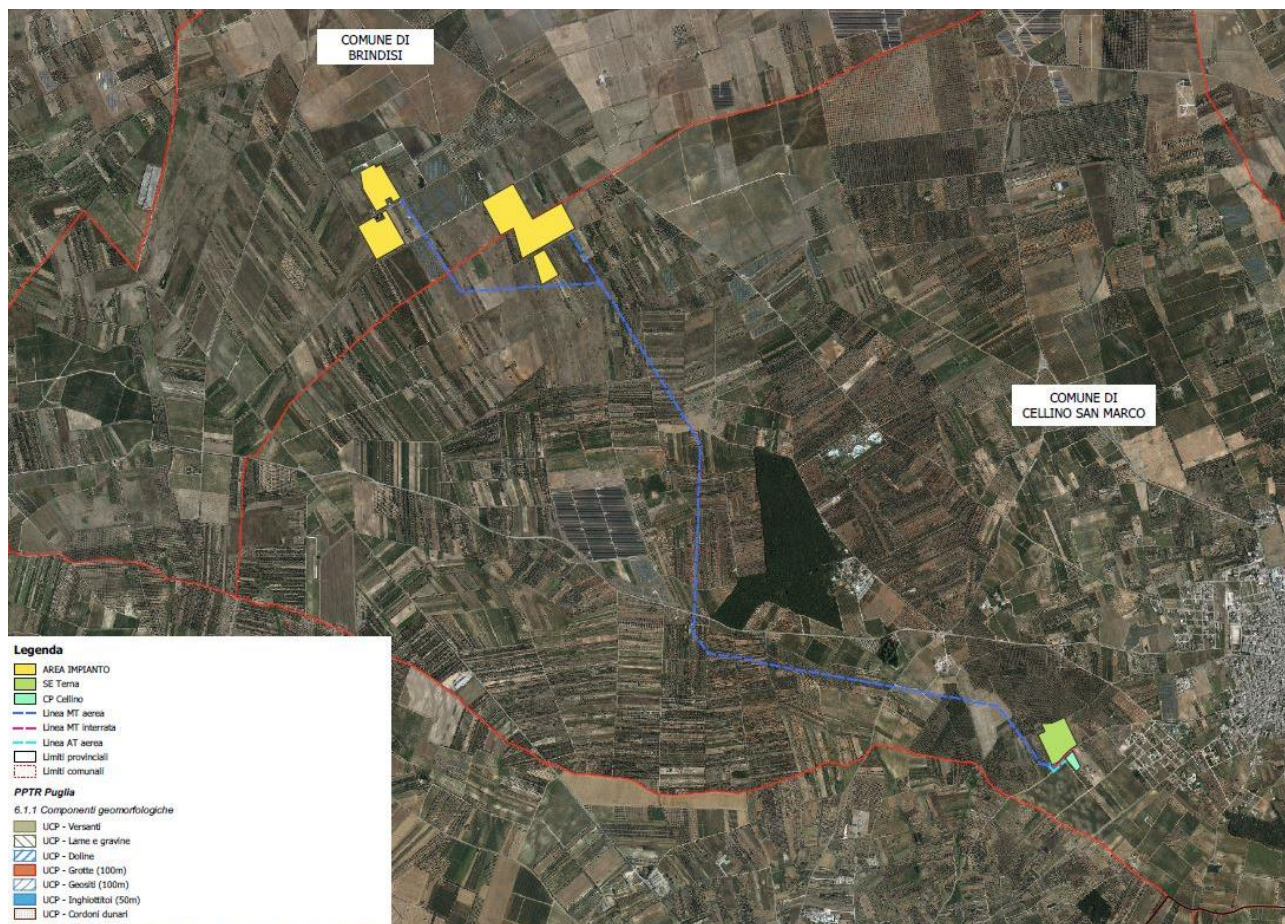 COMUNE DI
BRINDISI
COMUNE DI
CELLINO SAN MARCO
Legenda
AREA IMPIANTO
SE Terna
CP Cellino
Linea MT aerea
Linea MT interrata
Linea AT aerea
Limiti provinciali
Limiti comunali
PPTR Puglia
6.1.1 Componenti geomorfologiche
UCP - Versanti
UCP - Lame e gravine
UCP - Doline
UCP - Grotte (100m)
UCP - Geositi (100m)
UCP - Inghiottitoi (50m)
UCP - Cordoni dunari